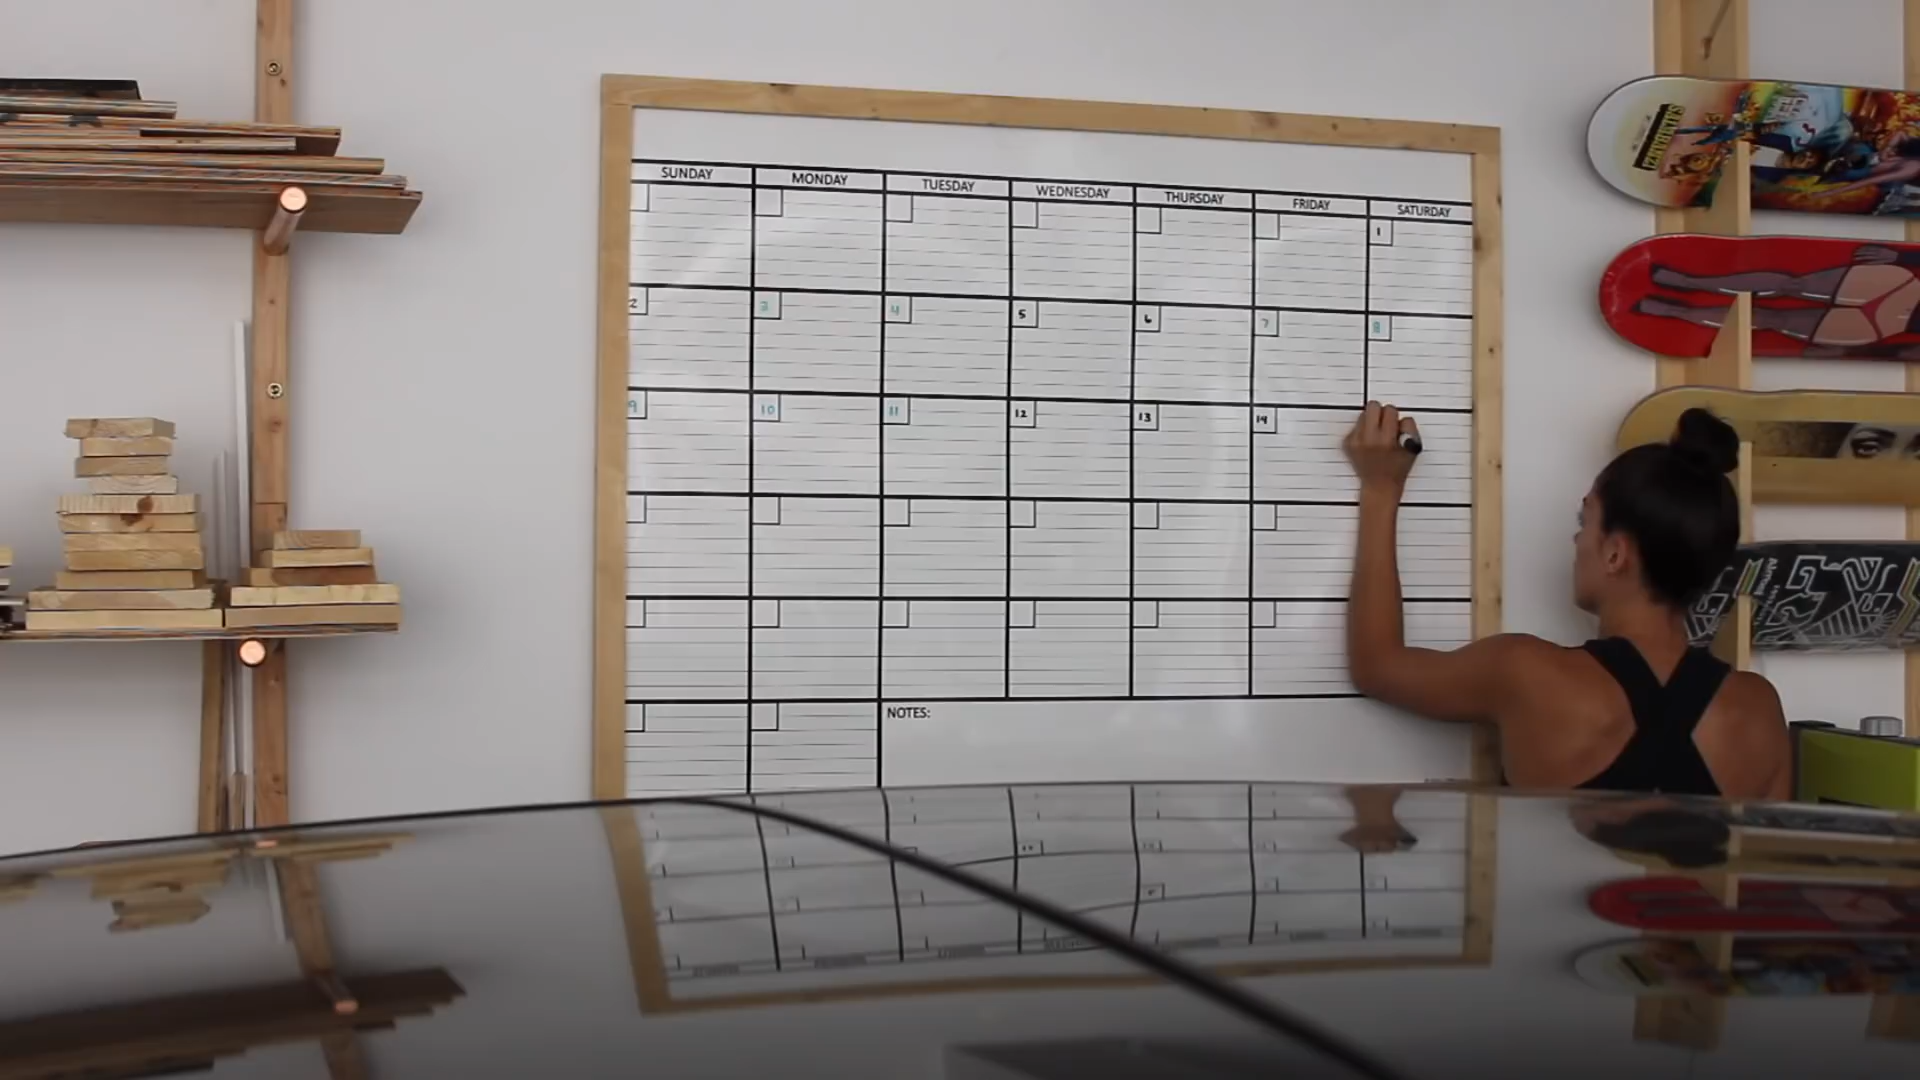 SUNDAY MONDAY TUESDAY WEDNESDAY THURSDAY FRIDAY SATURDAY
1
2 3 4 5 6 7 8
9 10 11 12 13 14
NOTES: